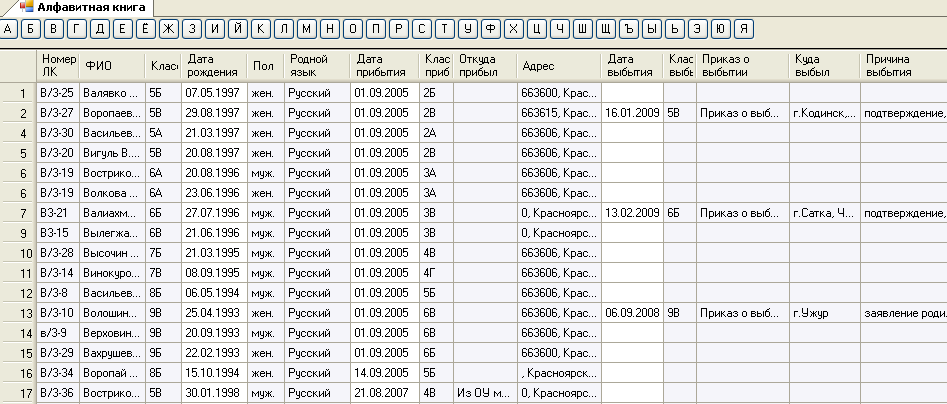 Алфавитная книга
А Б В Г Д Е Ё Ж З И Й К Л М Н О П Р С Т У Ф Х Ц Ч Ш Щ Ъ Ы Ь Э Ю Я
Номер ЛК ФИО Класс Дата рождения Пол Родной язык Дата прибытия Клас приб Откуда прибыл Адрес Дата выбытия Клас выбы Приказ о выбытии Куда выбыл Причина выбытия
1 В/3-25 Валявко ... 5Б 07.05.1997 жен. Русский 01.09.2005 2Б 663600, Крас...
2 В/3-27 Воропаев... 5В 29.08.1997 жен. Русский 01.09.2005 2В 663615, Крас... 16.01.2009 5В Приказ о выб... г.Кодинск,... подтверждение,
4 В/3-30 Васильев... 5А 21.03.1997 жен. Русский 01.09.2005 2А 663606, Крас...
5 В/3-20 Вигуль В.... 5В 20.08.1997 жен. Русский 01.09.2005 2В 663606, Крас...
6 В/3-19 Вострико... 6А 20.08.1996 муж. Русский 01.09.2005 3А 663606, Крас...
6 В/3-19 Волкова ... 6А 23.06.1996 жен. Русский 01.09.2005 3А 663606, Крас...
7 В3-21 Валиахм... 6Б 27.07.1996 муж. Русский 01.09.2005 3В 0, Красноярс... 13.02.2009 6Б Приказ о выб... г.Сатка, Ч... подтверждение,
9 В3-15 Вылегжа... 6В 21.06.1996 муж. Русский 01.09.2005 3В 0, Красноярс...
10 В/3-28 Высочин ... 7Б 21.03.1995 муж. Русский 01.09.2005 4В 663606, Крас...
11 В/3-14 Винокуро... 7В 08.09.1995 муж. Русский 01.09.2005 4Г 663606, Крас...
12 В/3-8 Васильев... 8Б 06.05.1994 муж. Русский 01.09.2005 5Б 663606, Крас...
13 В/3-10 Волошин... 9В 25.04.1993 жен. Русский 01.09.2005 6В 663606, Крас... 06.09.2008 9В Приказ о выб... г.Ужур заявление роди
14 в/3-9 Верховин... 9В 20.09.1993 муж. Русский 01.09.2005 6В 663606, Крас...
15 В/3-29 Вахрушев... 9Б 22.02.1993 жен. Русский 01.09.2005 6Б 663600, Крас...
16 В/3-34 Воропай ... 8Б 15.10.1994 жен. Русский 14.09.2005 5Б , Красноярск...
17 В/3-36 Вострико... 5В 30.01.1998 муж. Русский 21.08.2007 4В Из ОУ м... 0, Красноярс...